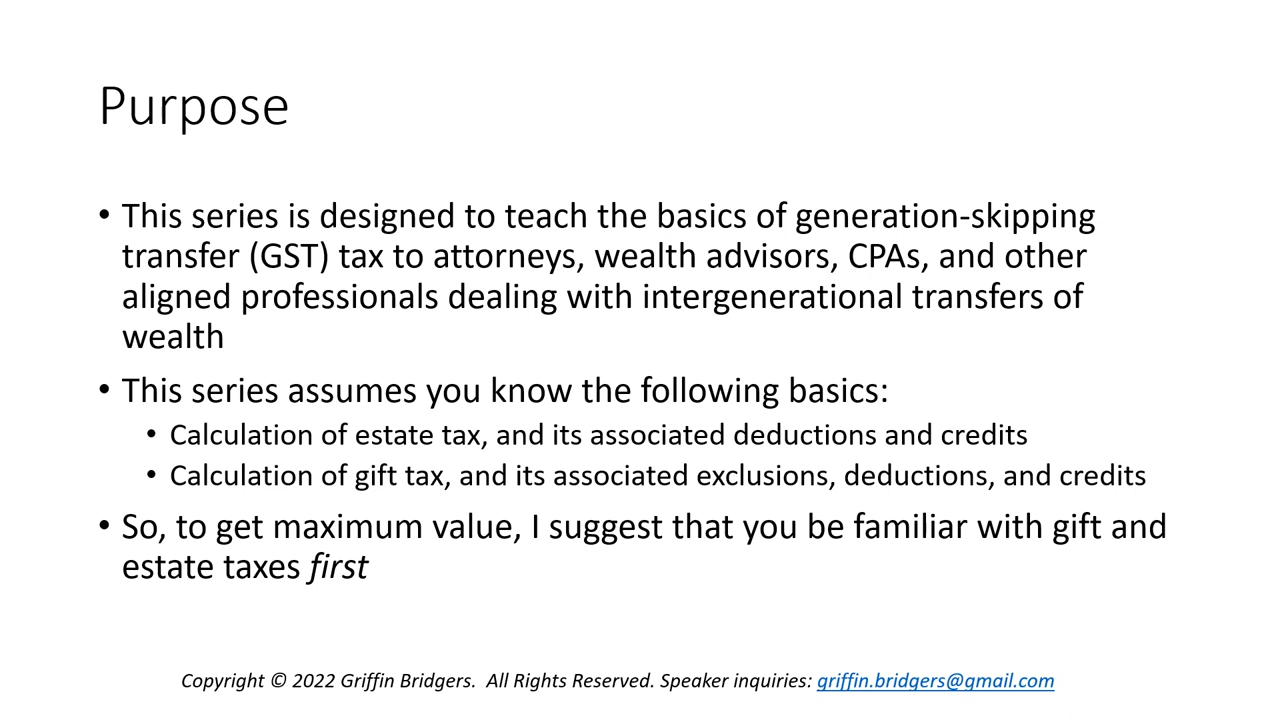 Purpose
• This series is designed to teach the basics of generation-skipping
transfer (GST) tax to attorneys, wealth advisors, CPAs, and other
aligned professionals dealing with intergenerational transfers of
wealth
• This series assumes you know the following basics:
• Calculation of estate tax, and its associated deductions and credits
• Calculation of gift tax, and its associated exclusions, deductions, and credits
• So, to get maximum value, I suggest that you be familiar with gift and
estate taxes first
Copyright © 2022 Griffin Bridgers.  All Rights Reserved. Speaker inquiries: griffin.bridgers@gmail.com